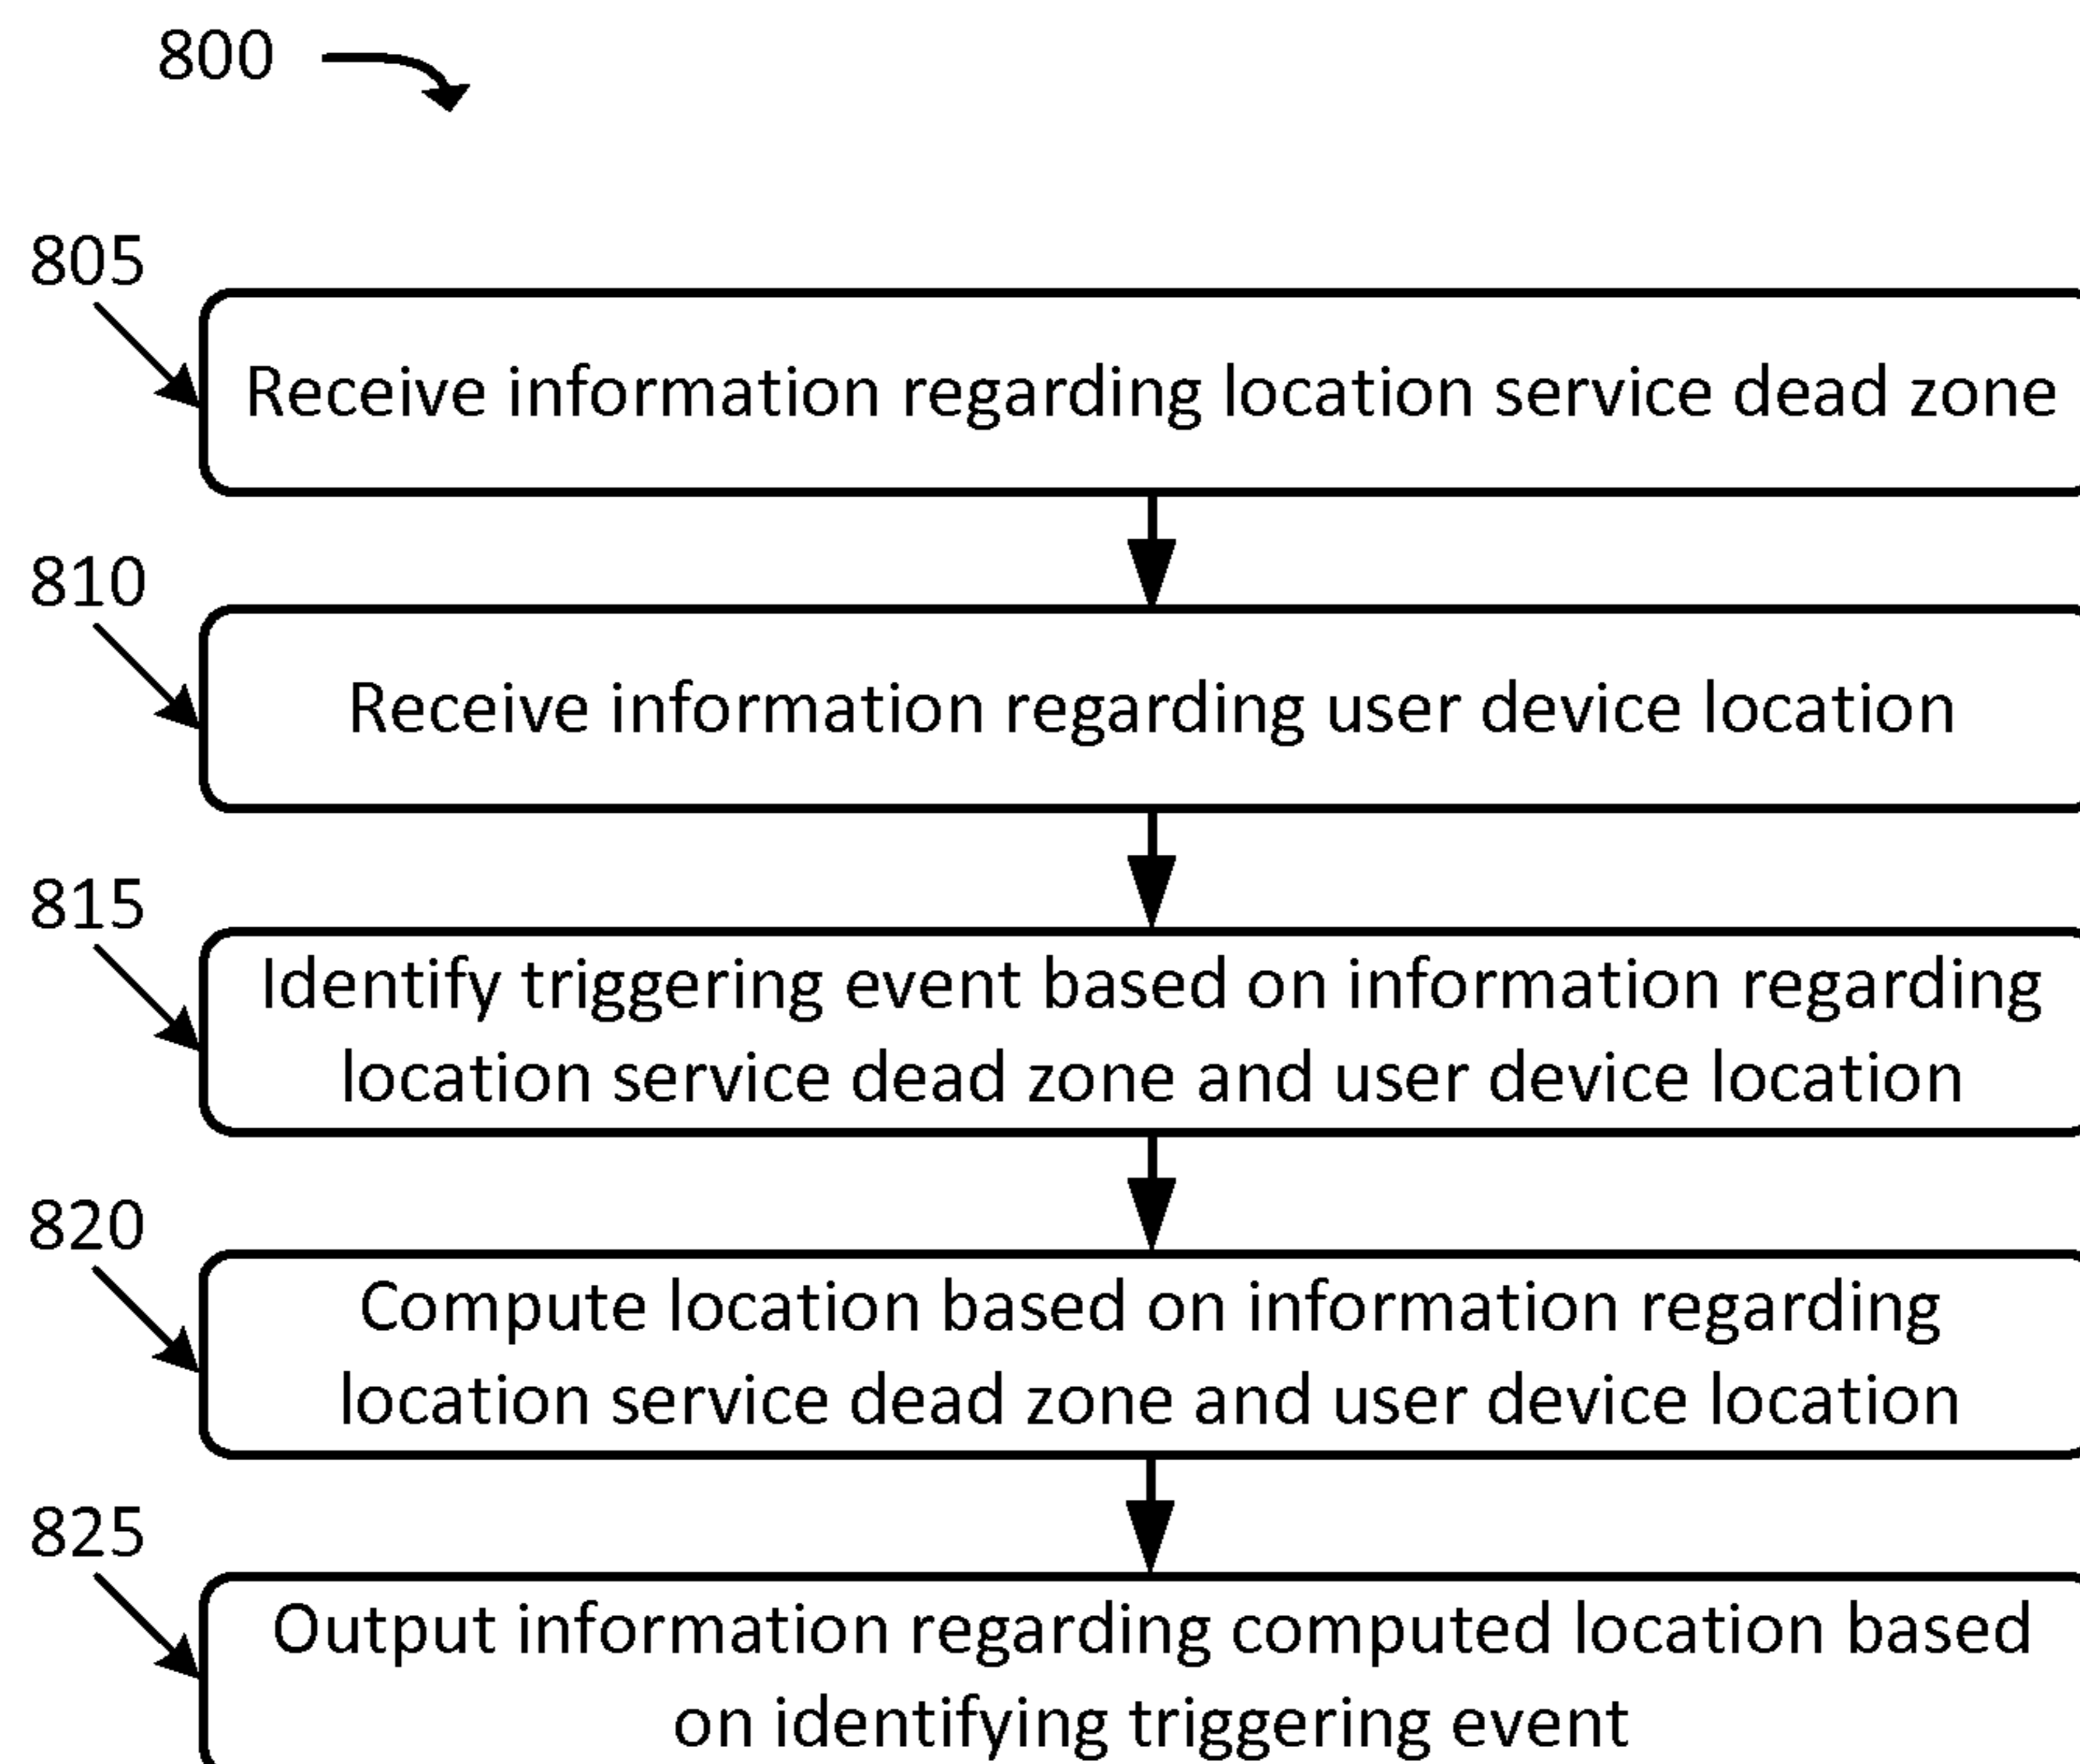 800
805
Receive information regarding location service dead zone
810
Receive information regarding user device location
815
Identify triggering event based on information regarding
location service dead zone and user device location
820
Compute location based on information regarding
location service dead zone and user device location
825
Output information regarding computed location based
on identifying triggering event